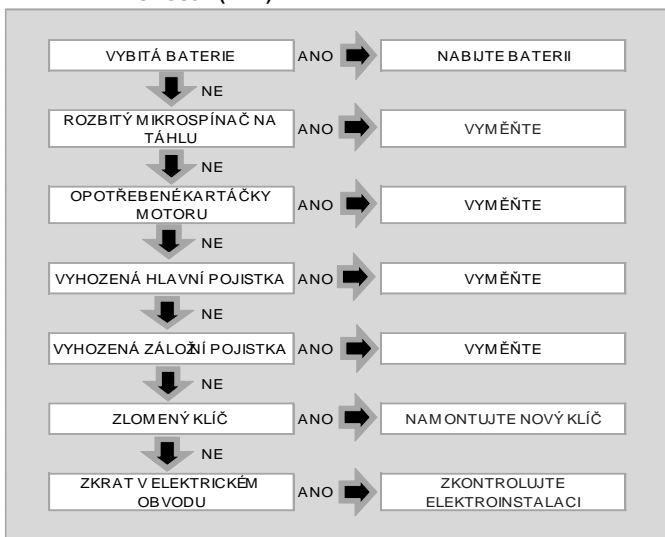 VYBITÁ BATERIE ANO NABIJTE BATERII
NE
ROZBITÝ MIKROSPÍNAČ NA
TÁHLU
ANO VYMĚŇTE
NE
OPOTŘEBENÉKARTÁČKY
MOTORU
ANO VYMĚŇTE
NE
VYHOZENÁ HLAVNÍ POJISTKA ANO VYMĚŇTE
NE
VYHOZENÁ ZÁLOŽNÍ POJISTKA ANO VYMĚŇTE
NE
ZLOMENÝ KLÍČ ANO NAMONTUJTE NOVÝ KLÍČ
NE
ZKRAT V ELEKTRICKÉM
OBVODU
ANO
ZKONTROLUJTE
ELEKTROINSTALACI